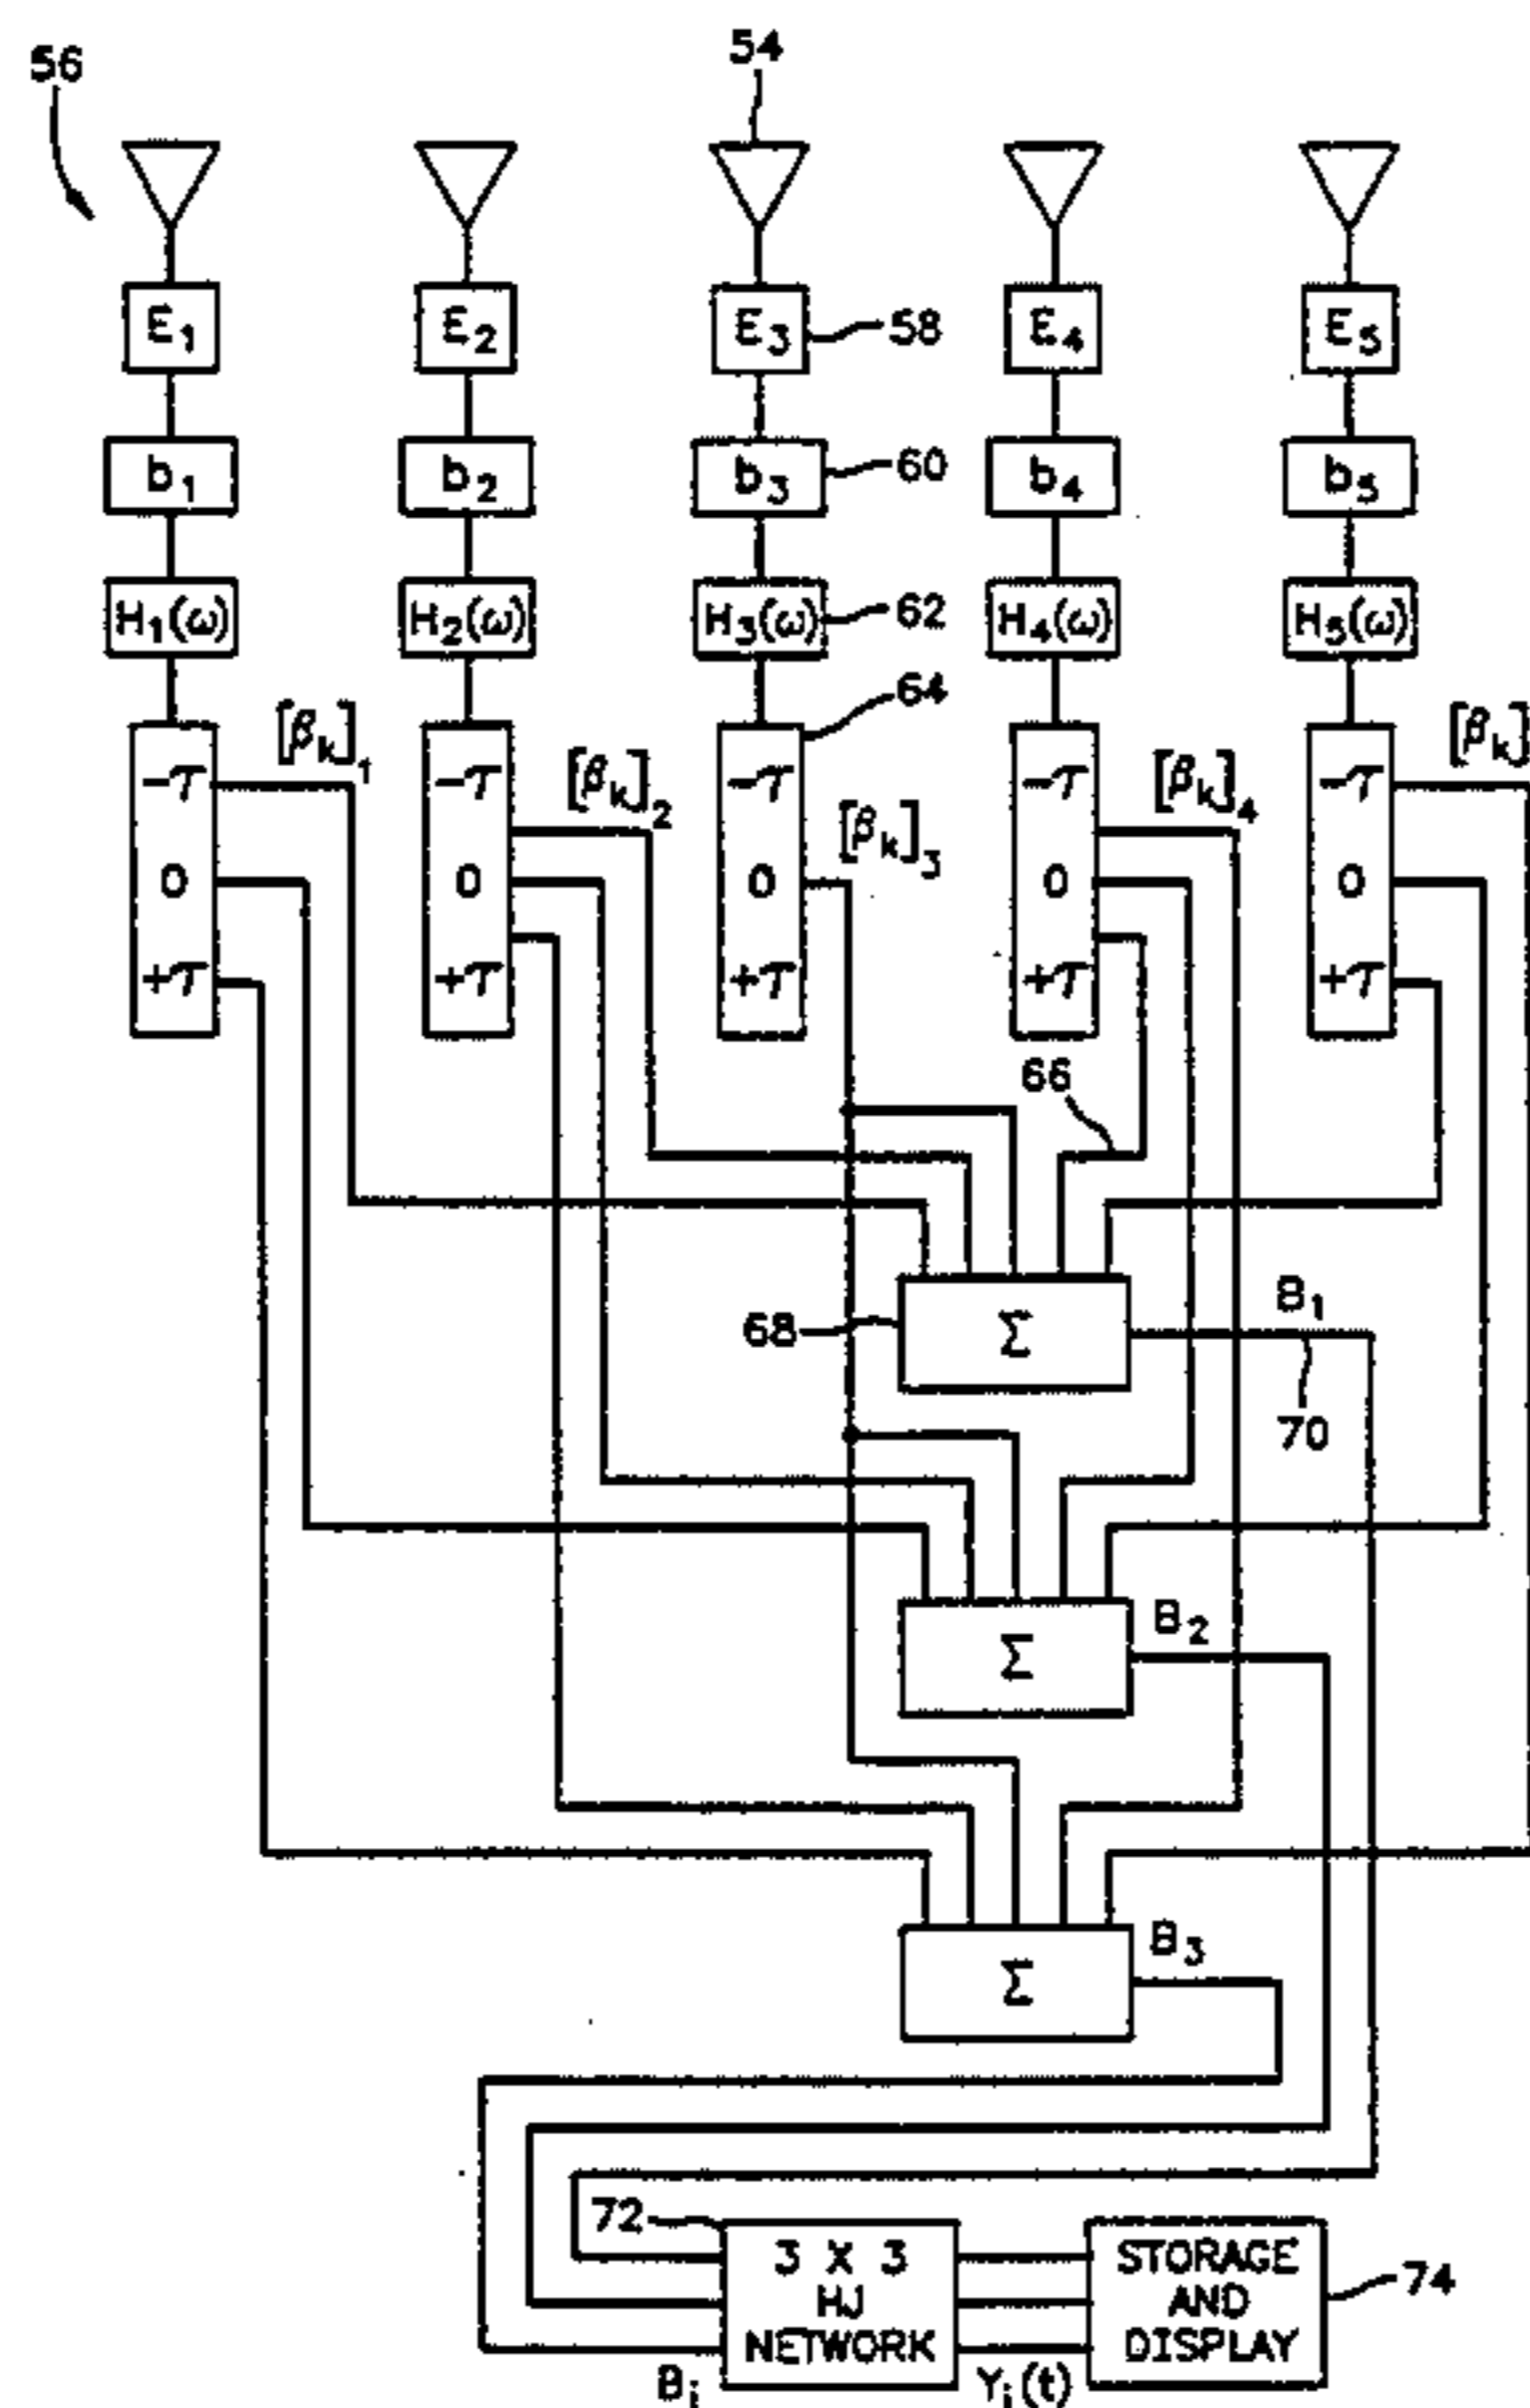 56
54
E1 E2 E3 E4 E5
58
b1 b2 b3 b4 b5
60
H1(ω) H2(ω) H3(ω) H4(ω) H5(ω)
62
64
[βk]1 [βk]2 [βk]3 [βk]4 [βk]
-τ -τ -τ -τ -τ
0 0 0 0 0
+τ +τ +τ +τ +τ
66
68
Σ
B1
70
Σ
B2
Σ
B3
72
3 X 3
HJ
NETWORK
STORAGE
AND
DISPLAY
74
Bi
Yi(t)